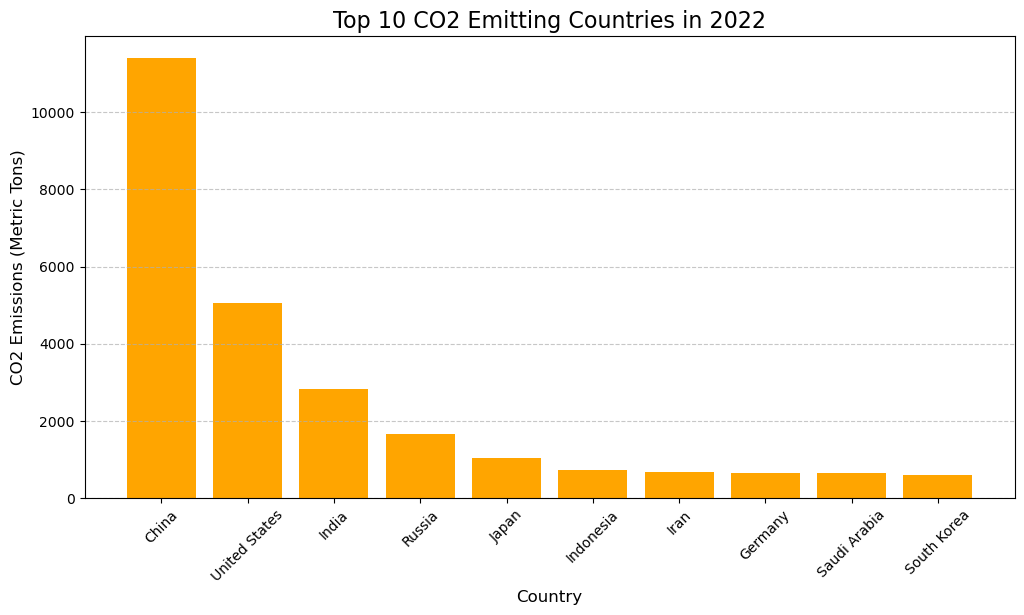 Top 10 CO2 Emitting Countries in 2022
CO2 Emissions (Metric Tons)
10000
8000
6000
4000
2000
0
China
United States
India
Russia
Japan
Indonesia
Iran
Germany
Saudi Arabia
South Korea
Country